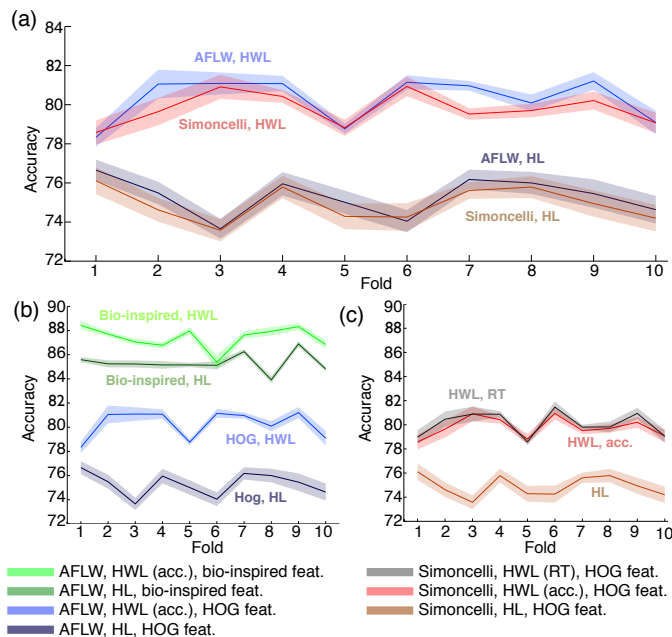 (a)
84
82
80
78
76
74
72
Accuracy
AFLW, HWL
Simoncelli, HWL
AFLW, HL
Simoncelli, HL
1 2 3 4 5 6 7 8 9 10
Fold
(b)
90
88
86
84
82
80
78
76
74
72
Accuracy
Bio-inspired, HWL
Bio-inspired, HL
HOG, HWL
Hog, HL
1 2 3 4 5 6 7 8 9 10
Fold
(c)
90
88
86
84
82
80
78
76
74
72
Accuracy
HWL, RT
HWL, acc.
HL
1 2 3 4 5 6 7 8 9 10
Fold
AFLW, HWL (acc.), bio-inspired feat.
AFLW, HL, bio-inspired feat.
AFLW, HWL (acc.), HOG feat.
AFLW, HL, HOG feat.
Simoncelli, HWL (RT), HOG feat.
Simoncelli, HWL (acc.), HOG feat.
Simoncelli, HL, HOG feat.